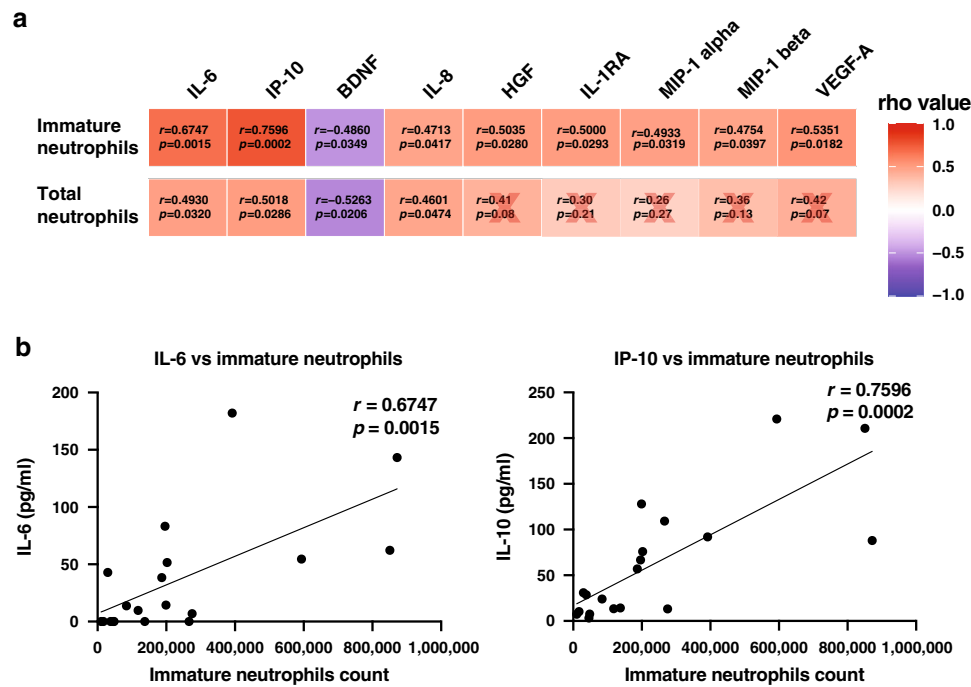 a
IL-6 IP-10 BDNF IL-8 HGF IL-1RA MIP-1 alpha MIP-1 beta VEGF-A
rho value
Immature neutrophils
r=0.6747 r=0.7596 r=−0.4860 r=0.4713 r=0.5035 r=0.5000 r=0.4933 r=0.4754 r=0.5351
p=0.0015 p=0.0002 p=0.0349 p=0.0417 p=0.0280 p=0.0293 p=0.0319 p=0.0397 p=0.0182
Total neutrophils
r=0.4930 r=0.5018 r=−0.5263 r=0.4601 r=0.41 r=0.30 r=0.26 r=0.36 r=0.42
p=0.0320 p=0.0286 p=0.0206 p=0.0474 p=0.08 p=0.21 p=0.27 p=0.13 p=0.07
X X X X X
1.0
0.5
0.0
−0.5
−1.0
b
IL-6 vs immature neutrophils
r = 0.6747
p = 0.0015
IL-6 (pg/ml)
200
150
100
50
0
0 200,000 400,000 600,000 800,000 1,000,000
Immature neutrophils count
IP-10 vs immature neutrophils
r = 0.7596
p = 0.0002
IL-10 (pg/ml)
250
200
150
100
50
0
0 200,000 400,000 600,000 800,000 1,000,000
Immature neutrophils count